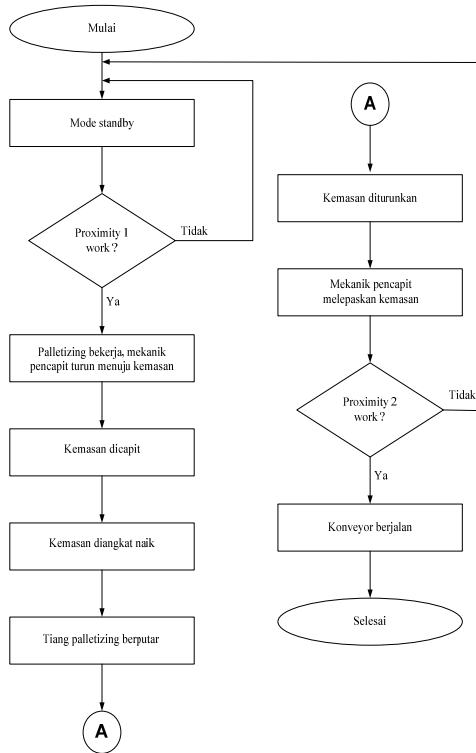 Mulai
Mode standby
Proximity 1
work ?
Tidak
Ya
Palletizing bekerja, mekanik
pencapit turun menuju kemasan
Kemasan dicapit
Kemasan diangkat naik
Tiang palletizing berputar
A
A
Kemasan diturunkan
Mekanik pencapit
melepaskan kemasan
Proximity 2
work ?
Tidak
Ya
Konveyor berjalan
Selesai